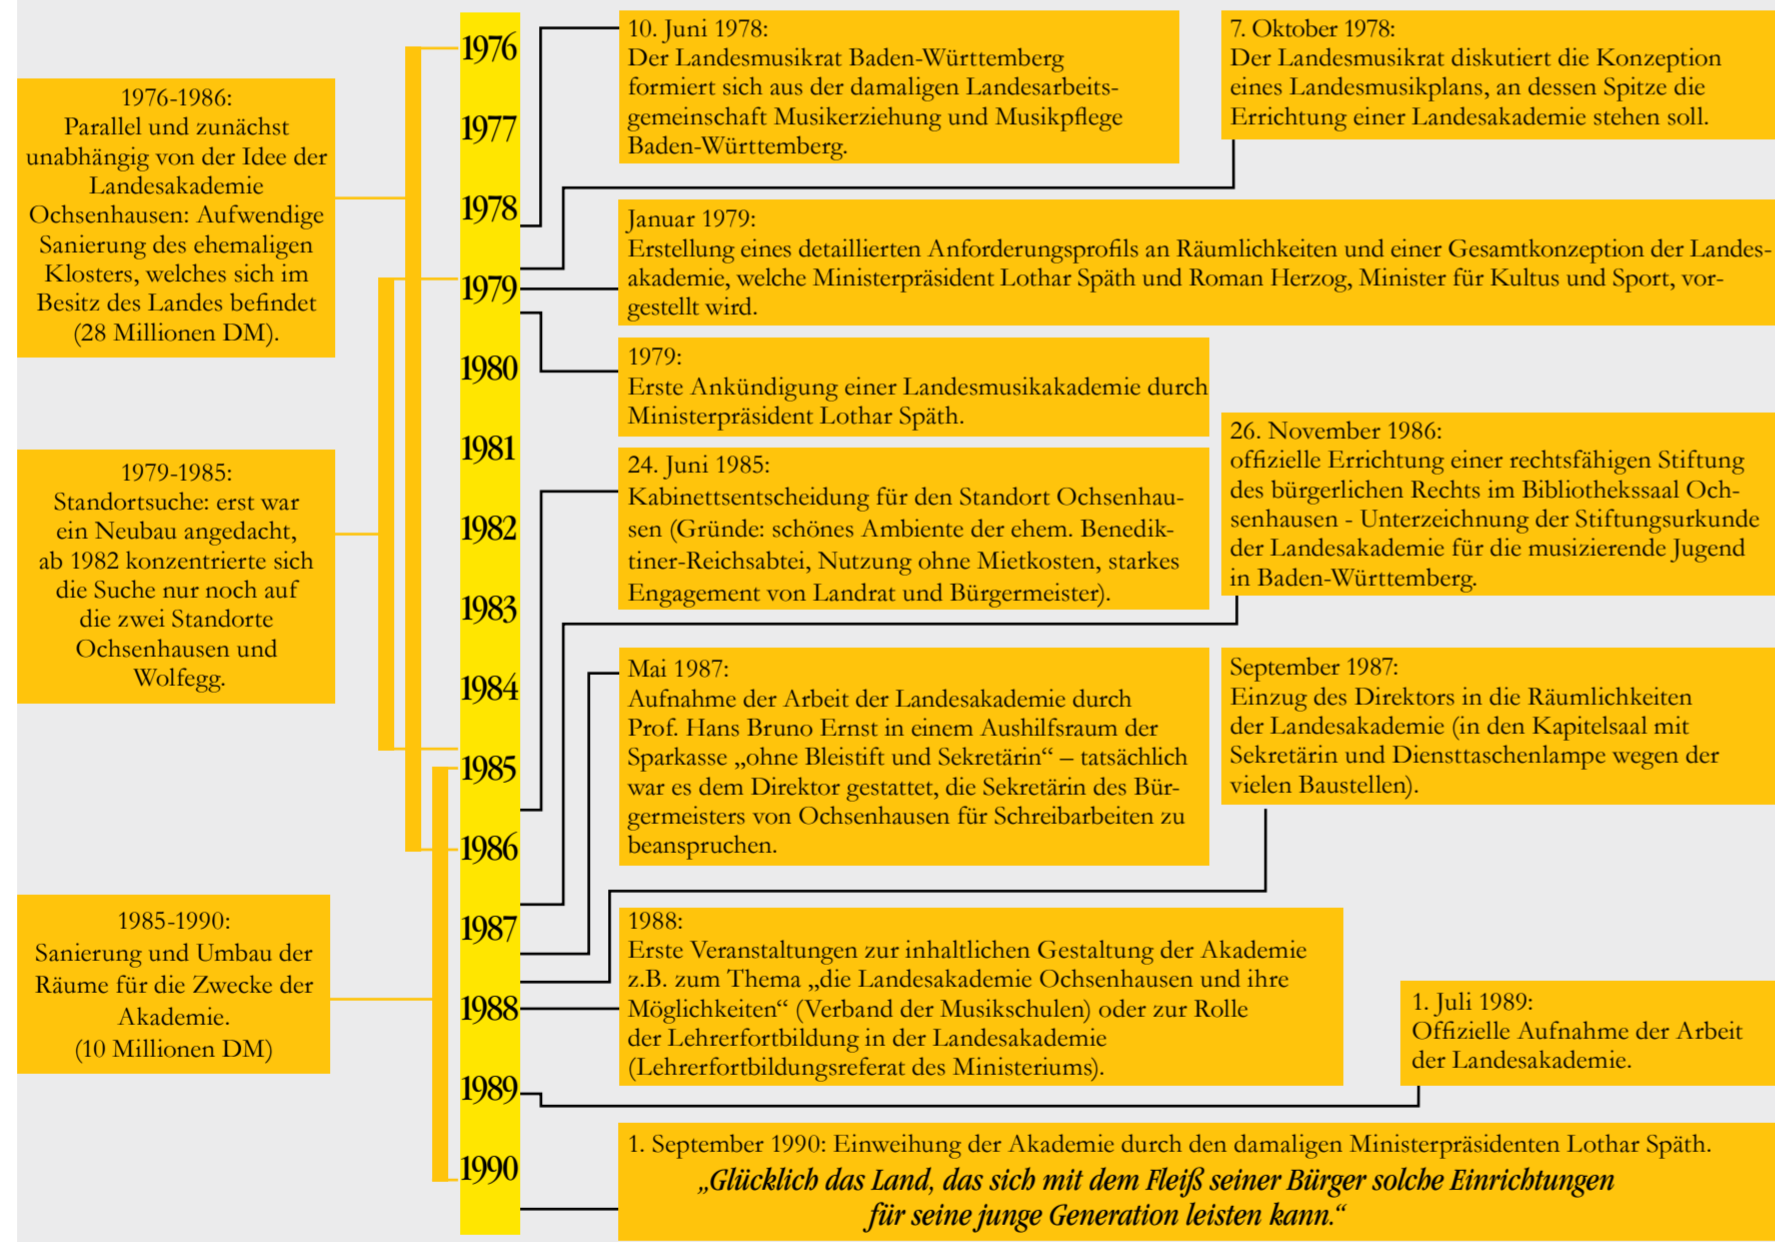 1976-1986:
Parallel und zunächst
unabhängig von der Idee der
Landesakademie
Ochsenhausen: Aufwendige
Sanierung des ehemaligen
Klosters, welches sich im
Besitz des Landes befindet
(28 Millionen DM).
1979-1985:
Standortsuche: erst war
ein Neubau angedacht,
ab 1982 konzentrierte sich
die Suche nur noch auf
die zwei Standorte
Ochsenhausen und
Wolfegg.
1985-1990:
Sanierung und Umbau der
Räume für die Zwecke der
Akademie.
(10 Millionen DM)
1976
1977
1978
1979
1980
1981
1982
1983
1984
1985
1986
1987
1988
1989
1990
10. Juni 1978:
Der Landesmusikrat Baden-Württemberg
formiert sich aus der damaligen Landesarbeits-
gemeinschaft Musikerziehung und Musikpflege
Baden-Württemberg.
7. Oktober 1978:
Der Landesmusikrat diskutiert die Konzeption
eines Landesmusikplans, an dessen Spitze die
Errichtung einer Landesakademie stehen soll.
Januar 1979:
Erstellung eines detaillierten Anforderungsprofils an Räumlichkeiten und einer Gesamtkonzeption der Landes-
akademie, welche Ministerpräsident Lothar Späth und Roman Herzog, Minister für Kultus und Sport, vor-
gestellt wird.
1979:
Erste Ankündigung einer Landesmusikakademie durch
Ministerpräsident Lothar Späth.
24. Juni 1985:
Kabinettsentscheidung für den Standort Ochsenhau-
sen (Gründe: schönes Ambiente der ehem. Benedik-
tiner-Reichsabtei, Nutzung ohne Mietkosten, starkes
Engagement von Landrat und Bürgermeister).
26. November 1986:
offizielle Errichtung einer rechtsfähigen Stiftung
des bürgerlichen Rechts im Bibliothekssaal Och-
senhausen - Unterzeichnung der Stiftungsurkunde
der Landesakademie für die musizierende Jugend
in Baden-Württemberg.
Mai 1987:
Aufnahme der Arbeit der Landesakademie durch
Prof. Hans Bruno Ernst in einem Aushilfsraum der
Sparkasse „ohne Bleistift und Sekretärin“ – tatsächlich
war es dem Direktor gestattet, die Sekretärin des Bür-
germeisters von Ochsenhausen für Schreibarbeiten zu
beanspruchen.
September 1987:
Einzug des Direktors in die Räumlichkeiten
der Landesakademie (in den Kapitelsaal mit
Sekretärin und Diensttaschenlampe wegen der
vielen Baustellen).
1988:
Erste Veranstaltungen zur inhaltlichen Gestaltung der Akademie
z.B. zum Thema „die Landesakademie Ochsenhausen und ihre
Möglichkeiten“ (Verband der Musikschulen) oder zur Rolle
der Lehrerfortbildung in der Landesakademie
(Lehrerfortbildungsreferat des Ministeriums).
1. Juli 1989:
Offizielle Aufnahme der Arbeit
der Landesakademie.
1. September 1990: Einweihung der Akademie durch den damaligen Ministerpräsidenten Lothar Späth.
„Glücklich das Land, das sich mit dem Fleiß seiner Bürger solche Einrichtungen
für seine junge Generation leisten kann.“